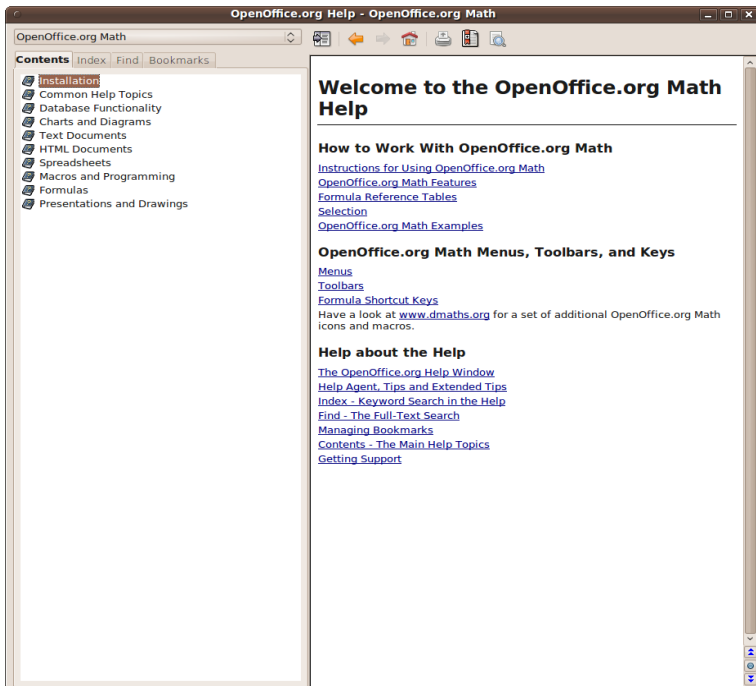 OpenOffice.org Help - OpenOffice.org Math
OpenOffice.org Math
Contents Index Find Bookmarks
Installation
Common Help Topics
Database Functionality
Charts and Diagrams
Text Documents
HTML Documents
Spreadsheets
Macros and Programming
Formulas
Presentations and Drawings
Welcome to the OpenOffice.org Math
Help
How to Work With OpenOffice.org Math
Instructions for Using OpenOffice.org Math
OpenOffice.org Math Features
Formula Reference Tables
Selection
OpenOffice.org Math Examples
OpenOffice.org Math Menus, Toolbars, and Keys
Menus
Toolbars
Formula Shortcut Keys
Have a look at www.dmaths.org for a set of additional OpenOffice.org Math
icons and macros.
Help about the Help
The OpenOffice.org Help Window
Help Agent, Tips and Extended Tips
Index - Keyword Search in the Help
Find - The Full-Text Search
Managing Bookmarks
Contents - The Main Help Topics
Getting Support